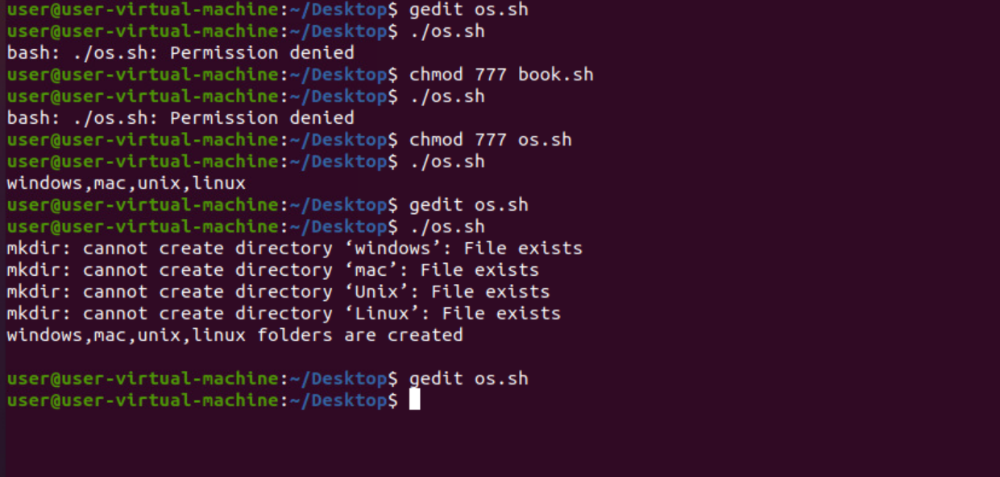 user@user-virtual-machine:~/Desktop$ gedit os.sh
user@user-virtual-machine:~/Desktop$ ./os.sh
bash: ./os.sh: Permission denied
user@user-virtual-machine:~/Desktop$ chmod 777 book.sh
user@user-virtual-machine:~/Desktop$ ./os.sh
bash: ./os.sh: Permission denied
user@user-virtual-machine:~/Desktop$ chmod 777 os.sh
user@user-virtual-machine:~/Desktop$ ./os.sh
windows,mac,unix,linux
user@user-virtual-machine:~/Desktop$ gedit os.sh
user@user-virtual-machine:~/Desktop$ ./os.sh
mkdir: cannot create directory ‘windows’: File exists
mkdir: cannot create directory ‘mac’: File exists
mkdir: cannot create directory ‘Unix’: File exists
mkdir: cannot create directory ‘Linux’: File exists
windows,mac,unix,linux folders are created
user@user-virtual-machine:~/Desktop$ gedit os.sh
user@user-virtual-machine:~/Desktop$